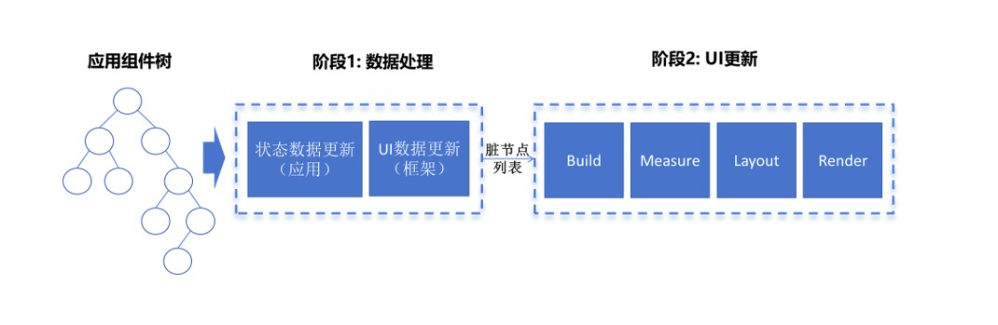 应用组件树
阶段1: 数据处理
阶段2: UI更新
状态数据更新
（应用）
UI数据更新
（框架）
脏节点
列表
Build
Measure
Layout
Render